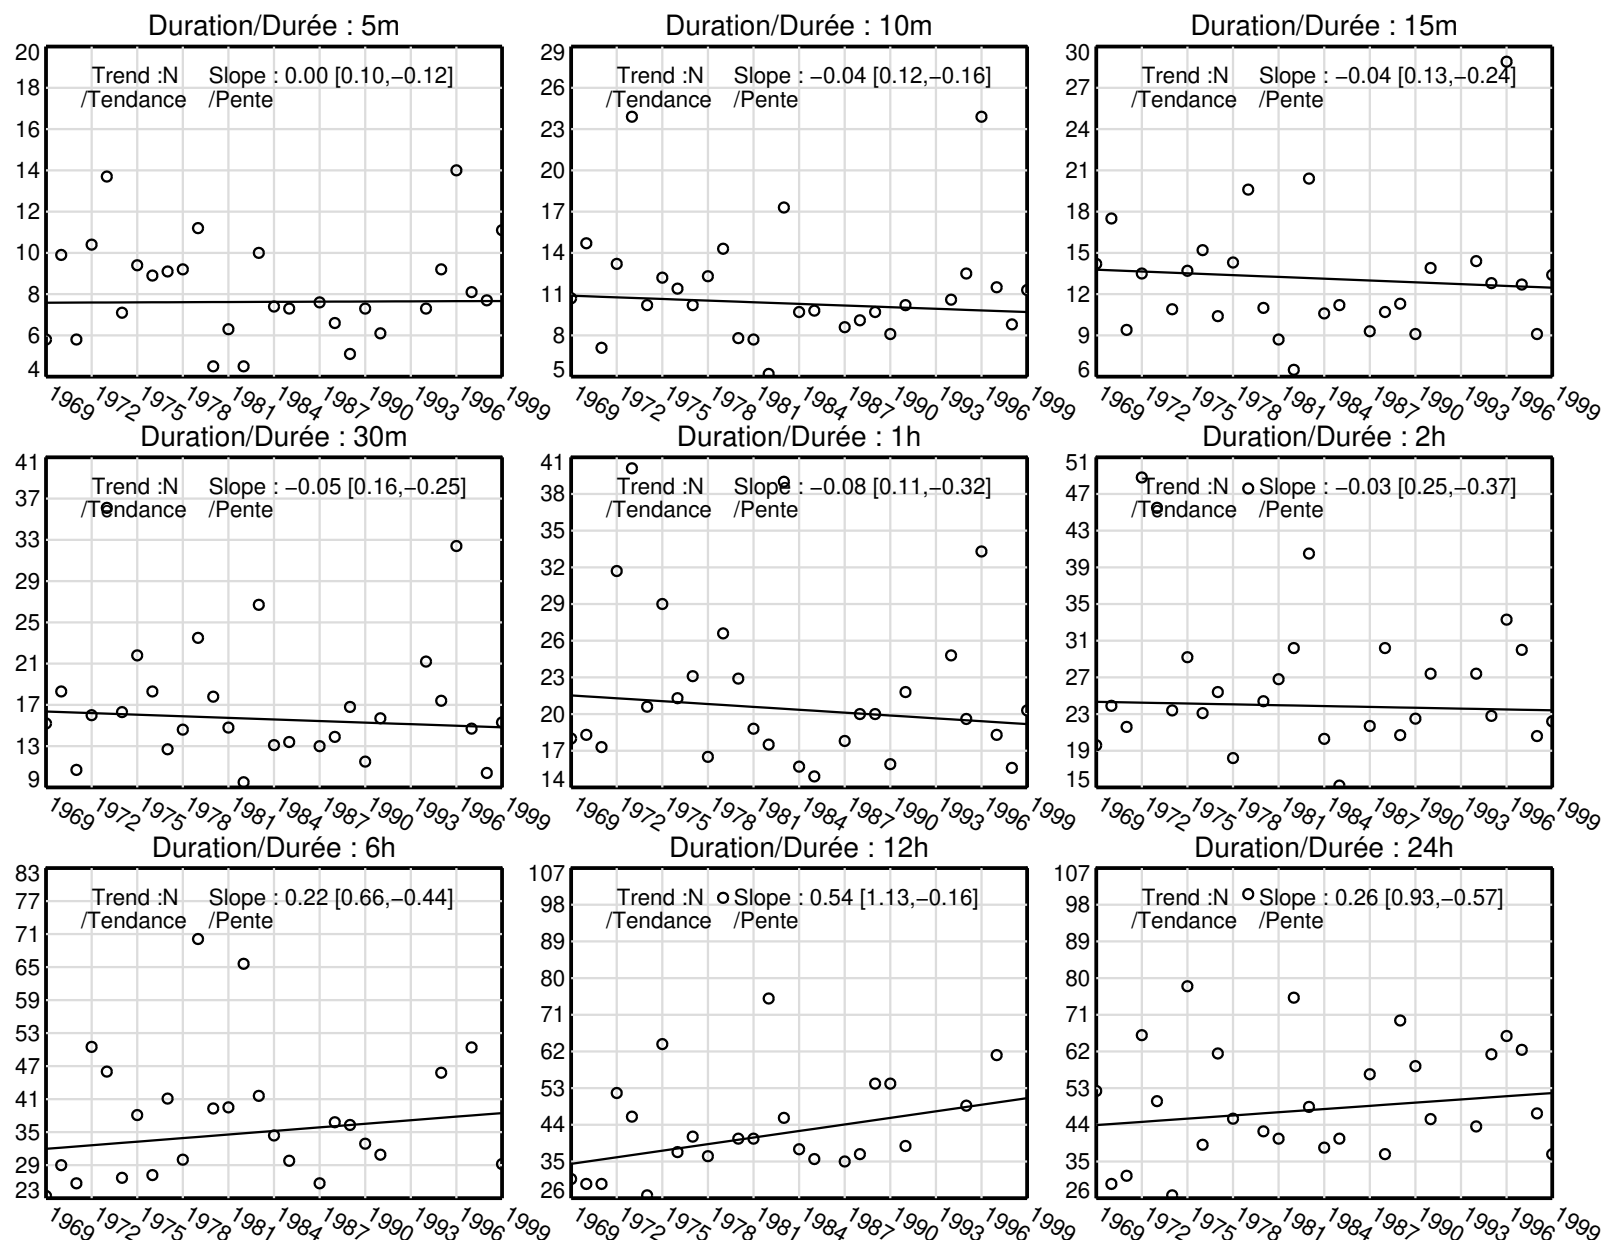 Duration/Durée : 5m
Trend :N Slope : 0.00 [0.10,−0.12]
/Tendance /Pente
20
18
16
14
12
10
8
6
4
1969 1972 1975 1978 1981 1984 1987 1990 1993 1996 1999
Duration/Durée : 10m
Trend :N Slope : −0.04 [0.12,−0.16]
/Tendance /Pente
29
26
23
20
17
14
11
8
5
1969 1972 1975 1978 1981 1984 1987 1990 1993 1996 1999
Duration/Durée : 15m
Trend :N Slope : −0.04 [0.13,−0.24]
/Tendance /Pente
30
27
24
21
18
15
12
9
6
1969 1972 1975 1978 1981 1984 1987 1990 1993 1996 1999
Duration/Durée : 30m
Trend :N Slope : −0.05 [0.16,−0.25]
/Tendance /Pente
41
37
33
29
25
21
17
13
9
1969 1972 1975 1978 1981 1984 1987 1990 1993 1996 1999
Duration/Durée : 1h
Trend :N Slope : −0.08 [0.11,−0.32]
/Tendance /Pente
41
38
35
32
29
26
23
20
17
14
1969 1972 1975 1978 1981 1984 1987 1990 1993 1996 1999
Duration/Durée : 2h
Trend :N Slope : −0.03 [0.25,−0.37]
/Tendance /Pente
51
47
43
39
35
31
27
23
19
15
1969 1972 1975 1978 1981 1984 1987 1990 1993 1996 1999
Duration/Durée : 6h
Trend :N Slope : 0.22 [0.66,−0.44]
/Tendance /Pente
83
77
71
65
59
53
47
41
35
29
23
1969 1972 1975 1978 1981 1984 1987 1990 1993 1996 1999
Duration/Durée : 12h
Trend :N Slope : 0.54 [1.13,−0.16]
/Tendance /Pente
107
98
89
80
71
62
53
44
35
26
1969 1972 1975 1978 1981 1984 1987 1990 1993 1996 1999
Duration/Durée : 24h
Trend :N Slope : 0.26 [0.93,−0.57]
/Tendance /Pente
107
98
89
80
71
62
53
44
35
26
1969 1972 1975 1978 1981 1984 1987 1990 1993 1996 1999